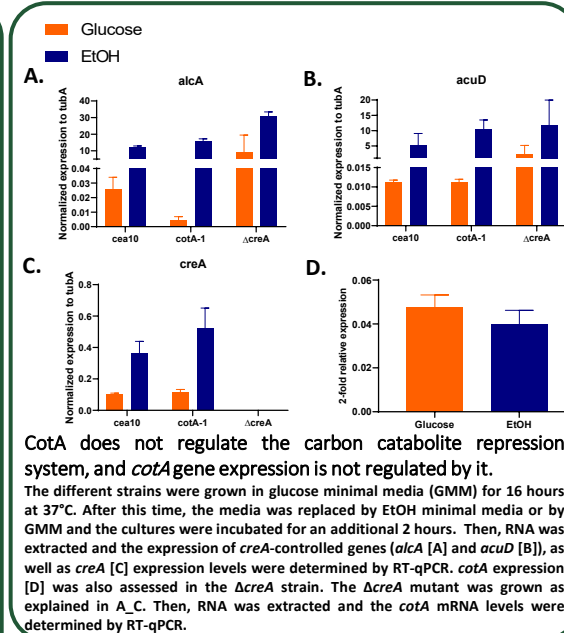 Glucose
EtOH
A.
alcA
Normalized expression to tubA
40
30
20
10
0.04
0.03
0.02
0.01
0.00
cea10
cotA-1
ΔcreA
B.
acuD
Normalized expression to tubA
20
15
10
5
0.015
0.010
0.005
0.000
cea10
cotA-1
ΔcreA
C.
creA
Normalized expression to tubA
0.8
0.6
0.4
0.2
0.0
cea10
cotA-1
ΔcreA
D.
2-fold relative expression
0.06
0.04
0.02
0.00
Glucose
EtOH
CotA does not regulate the carbon catabolite repression
system, and cotA gene expression is not regulated by it.
The different strains were grown in glucose minimal media (GMM) for 16 hours
at 37°C. After this time, the media was replaced by EtOH minimal media or by
GMM and the cultures were incubated for an additional 2 hours. Then, RNA was
extracted and the expression of creA-controlled genes (alcA [A] and acuD [B]), as
well as creA [C] expression levels were determined by RT-qPCR. cotA expression
[D] was also assessed in the ΔcreA strain. The ΔcreA mutant was grown as
explained in A_C. Then, RNA was extracted and the cotA mRNA levels were
determined by RT-qPCR.